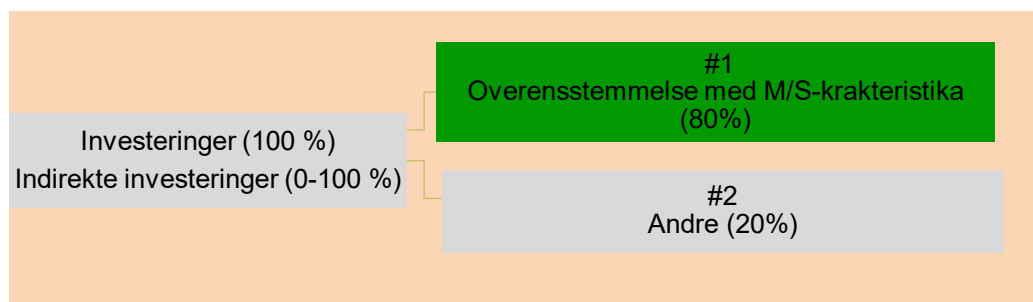 Investeringer (100 %)
Indirekte investeringer (0-100 %)
#1
Overensstemmelse med M/S-krakteristika
(80%)
#2
Andre (20%)